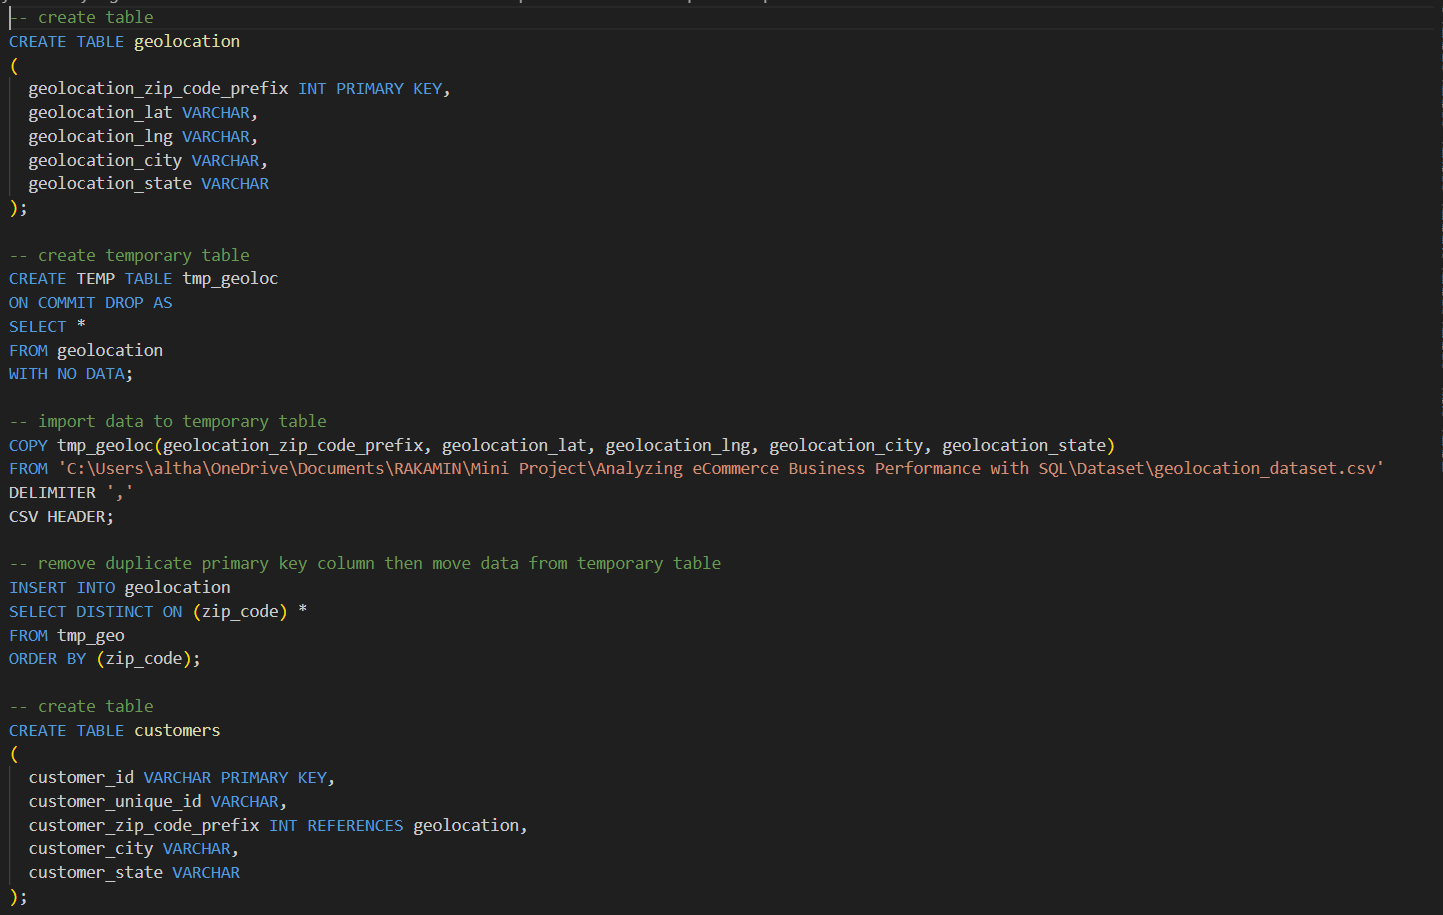 -- create table
CREATE TABLE geolocation
(
  geolocation_zip_code_prefix INT PRIMARY KEY,
  geolocation_lat VARCHAR,
  geolocation_lng VARCHAR,
  geolocation_city VARCHAR,
  geolocation_state VARCHAR
);

-- create temporary table
CREATE TEMP TABLE tmp_geoloc
ON COMMIT DROP AS
SELECT *
FROM geolocation
WITH NO DATA;

-- import data to temporary table
COPY tmp_geoloc(geolocation_zip_code_prefix, geolocation_lat, geolocation_lng, geolocation_city, geolocation_state)
FROM 'C:\Users\altha\OneDrive\Documents\RAKAMIN\Mini Project\Analyzing eCommerce Business Performance with SQL\Dataset\geolocation_dataset.csv'
DELIMITER ','
CSV HEADER;

-- remove duplicate primary key column then move data from temporary table
INSERT INTO geolocation
SELECT DISTINCT ON (zip_code) *
FROM tmp_geo
ORDER BY (zip_code);

-- create table
CREATE TABLE customers
(
  customer_id VARCHAR PRIMARY KEY,
  customer_unique_id VARCHAR,
  customer_zip_code_prefix INT REFERENCES geolocation,
  customer_city VARCHAR,
  customer_state VARCHAR
);